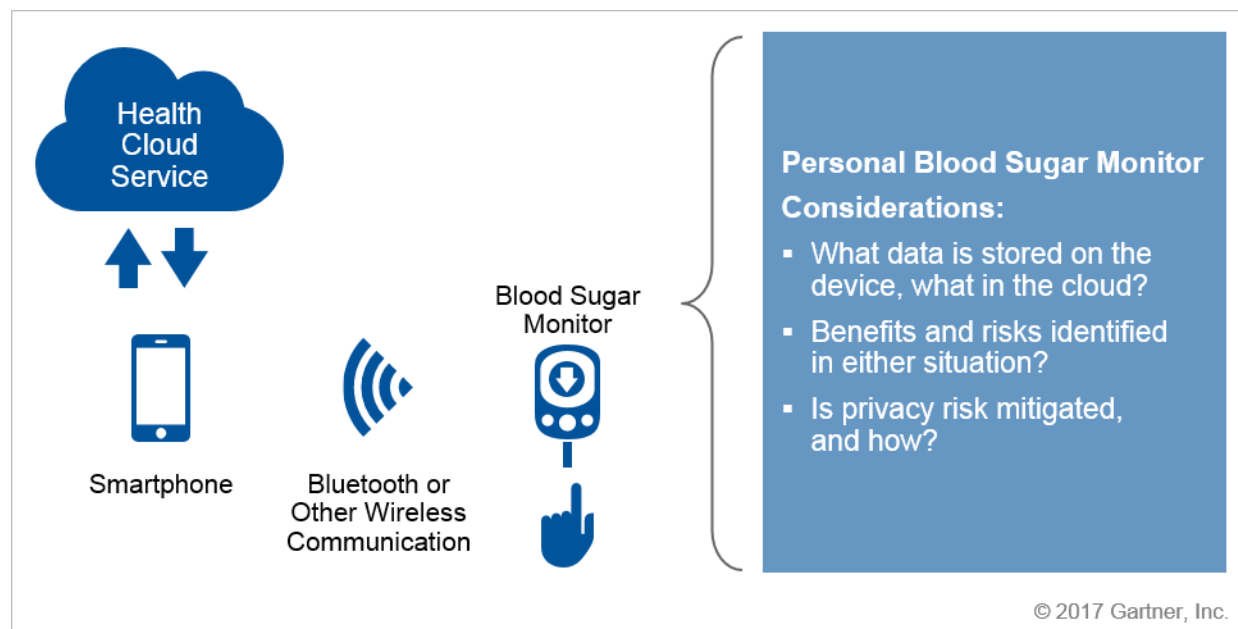 Health
Cloud
Service
Blood Sugar
Monitor
Smartphone
Bluetooth or
Other Wireless
Communication
Personal Blood Sugar Monitor
Considerations:
▪ What data is stored on the
device, what in the cloud?
▪ Benefits and risks identified
in either situation?
▪ Is privacy risk mitigated,
and how?
© 2017 Gartner, Inc.